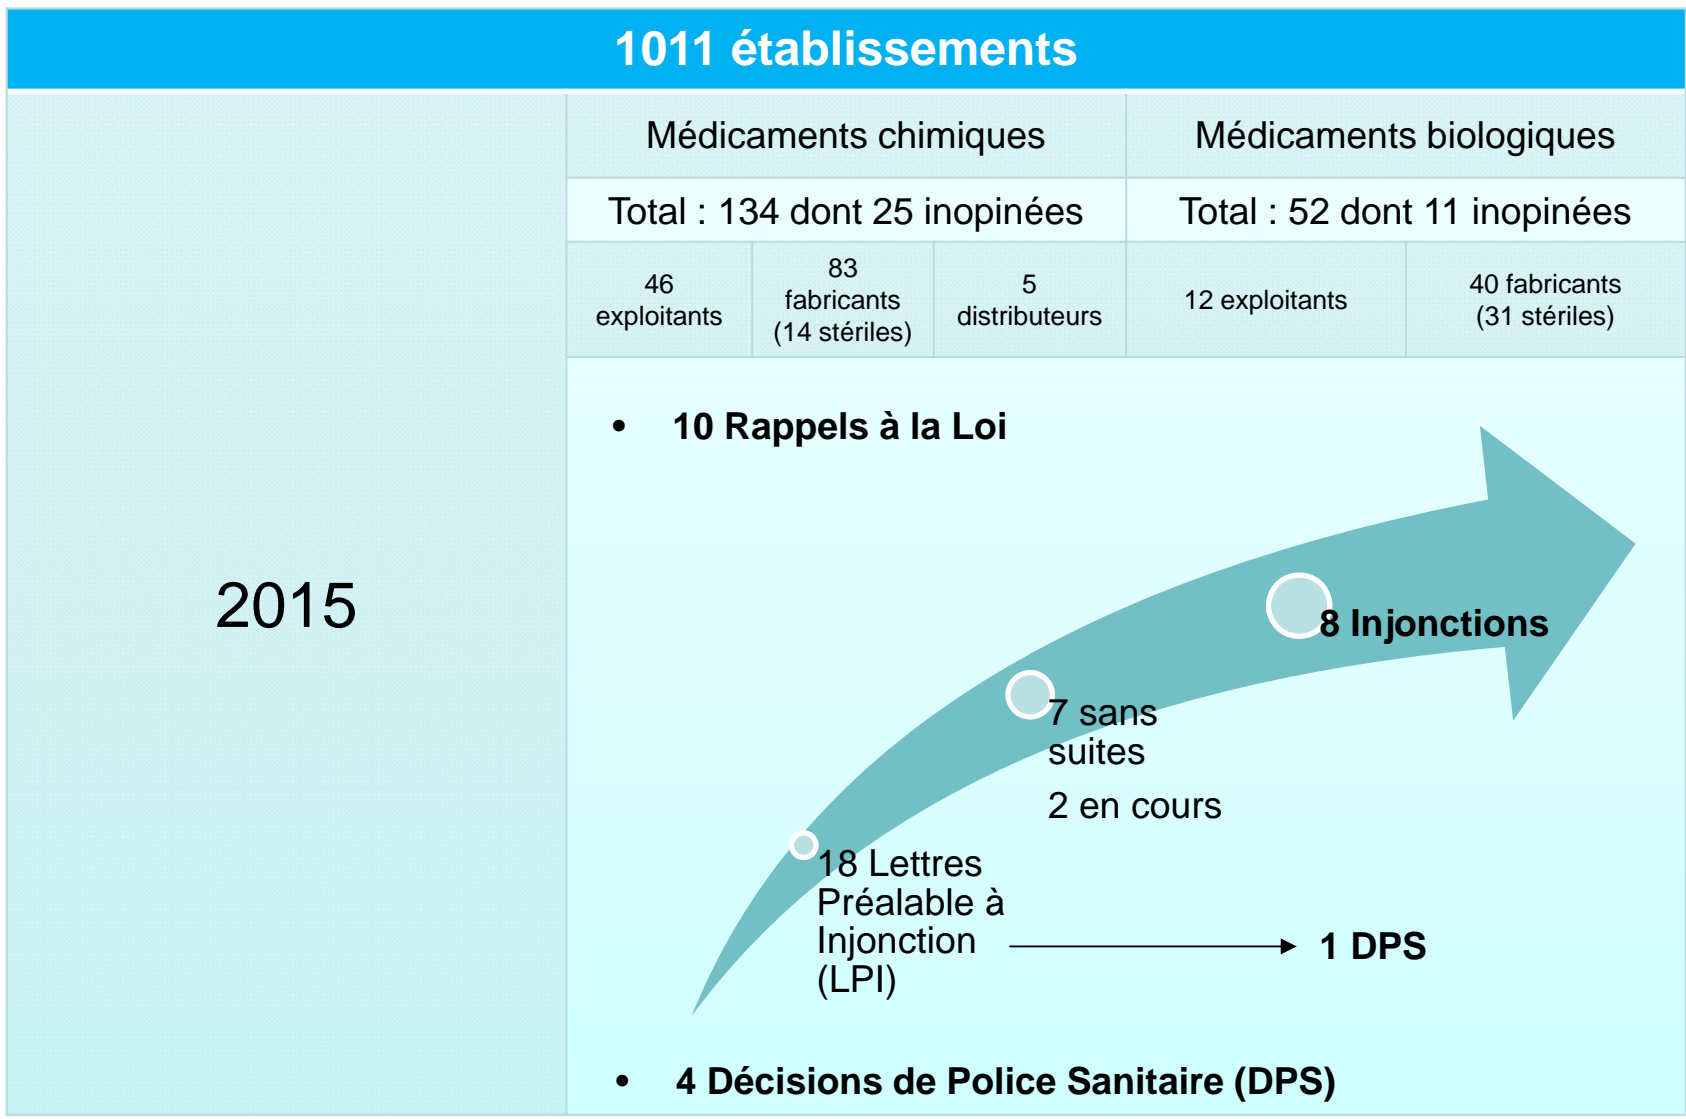 1011 établissements
2015
Médicaments chimiques
Médicaments biologiques
Total : 134 dont 25 inopinées
Total : 52 dont 11 inopinées
46
exploitants
83
fabricants
(14 stériles)
5
distributeurs
12 exploitants
40 fabricants
(31 stériles)
• 10 Rappels à la Loi
8 Injonctions
7 sans
suites
2 en cours
18 Lettres
Préalable à
Injonction
(LPI)
1 DPS
• 4 Décisions de Police Sanitaire (DPS)